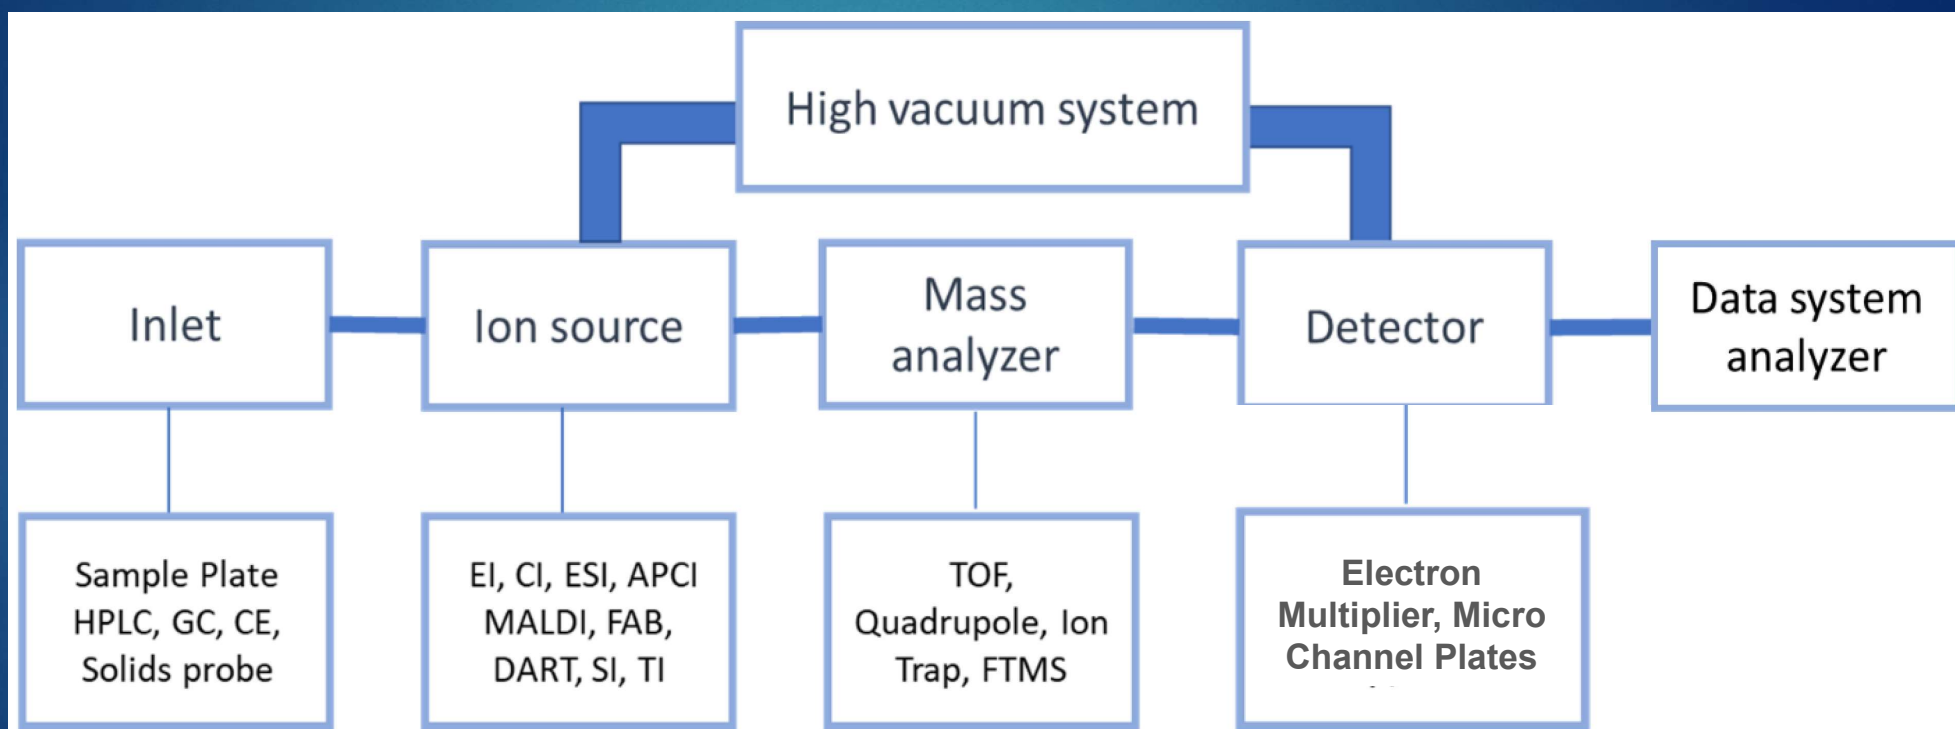 High vacuum system
Inlet
Ion source
Mass
analyzer
Detector
Data system
analyzer
Sample Plate
HPLC, GC, CE,
Solids probe
EI, CI, ESI, APCI
MALDI, FAB,
DART, SI, TI
TOF,
Quadrupole, Ion
Trap, FTMS
Electron
Multiplier, Micro
Channel Plates